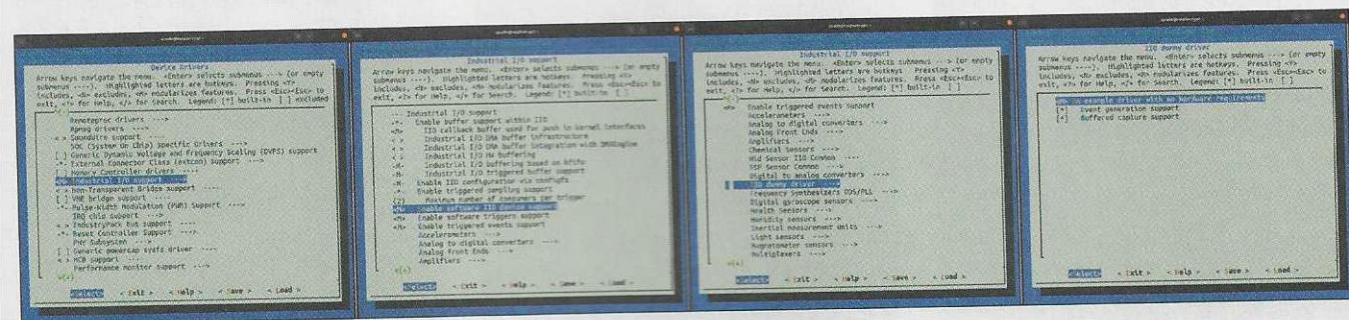 Device Drivers
Arrow keys navigate the menu. <Enter> selects submenus ---> (or empty
submenus ----). Highlighted letters are hotkeys. Pressing <Y>
includes, <N> excludes, <M> modularizes features. Press <Esc><Esc> to
exit, <?> for Help, </> for Search. Legend: [*] built-in [ ] excluded
Remoteproc drivers --->
Rpmsg drivers --->
< > SoundWire support ----
SOC (System On Chip) specific Drivers --->
[ ] Generic Dynamic Voltage and Frequency Scaling (DVFS) support
-*- External Connector Class (extcon) support --->
[ ] Memory Controller drivers ----
<M> Industrial I/O support --->
< > Non-Transparent Bridge support ----
[ ] VME bridge support ----
-*- Pulse-Width Modulation (PWM) Support --->
IRQ chip support --->
< > IndustryPack bus support ----
-*- Reset Controller Support --->
PHY Subsystem --->
[ ] Generic powercap sysfs driver ----
< > MCB support ----
Performance monitor support --->
<Select> < Exit > < Help > < Save > < Load >
Industrial I/O support
Arrow keys navigate the menu. <Enter> selects submenus ---> (or empty
submenus ----). Highlighted letters are hotkeys. Pressing <Y>
includes, <N> excludes, <M> modularizes features. Press <Esc><Esc> to
exit, <?> for Help, </> for Search. Legend: [*] built-in [ ]
--- Industrial I/O support
-*- Enable buffer support within IIO
<M> IIO callback buffer used for push in-kernel interfaces
< > Industrial I/O DMA buffer infrastructure
< > Industrial I/O DMA buffer integration with DMAEngine
< > Industrial I/O HW buffering
-M- Industrial I/O buffering based on kfifo
-M- Industrial I/O triggered buffer support
-M- Enable IIO configuration via configfs
-*- Enable triggered sampling support
(2) Maximum number of consumers per trigger
<M> Enable software IIO device support
<M> Enable software triggers support
<M> Enable triggered events support
Accelerometers --->
Analog to digital converters --->
Analog Front Ends --->
Amplifiers --->
<Select> < Exit > < Help > < Save > < Load >
Industrial I/O support
Arrow keys navigate the menu. <Enter> selects submenus ---> (or empty
submenus ----). Highlighted letters are hotkeys. Pressing <Y>
includes, <N> excludes, <M> modularizes features. Press <Esc><Esc> to
exit, <?> for Help, </> for Search. Legend: [*] built-in [ ]
<M> Enable triggered events support
Accelerometers --->
Analog to digital converters --->
Analog Front Ends --->
Amplifiers --->
Chemical Sensors --->
Hid Sensor IIO Common ----
SSP Sensor Common --->
Digital to analog converters --->
IIO dummy driver --->
Frequency Synthesizers DDS/PLL --->
Digital gyroscope sensors --->
Health Sensors --->
Humidity sensors --->
Inertial measurement units --->
Light sensors --->
Magnetometer sensors --->
Multiplexers --->
<Select> < Exit > < Help > < Save > < Load >
IIO dummy driver
Arrow keys navigate the menu. <Enter> selects submenus ---> (or empty
submenus ----). Highlighted letters are hotkeys. Pressing <Y>
includes, <N> excludes, <M> modularizes features. Press <Esc><Esc> to
exit, <?> for Help, </> for Search. Legend: [*] built-in [ ]
<M> An example driver with no hardware requirements
[*] Event generation support
[*] Buffered capture support
<Select> < Exit > < Help > < Save > < Load >